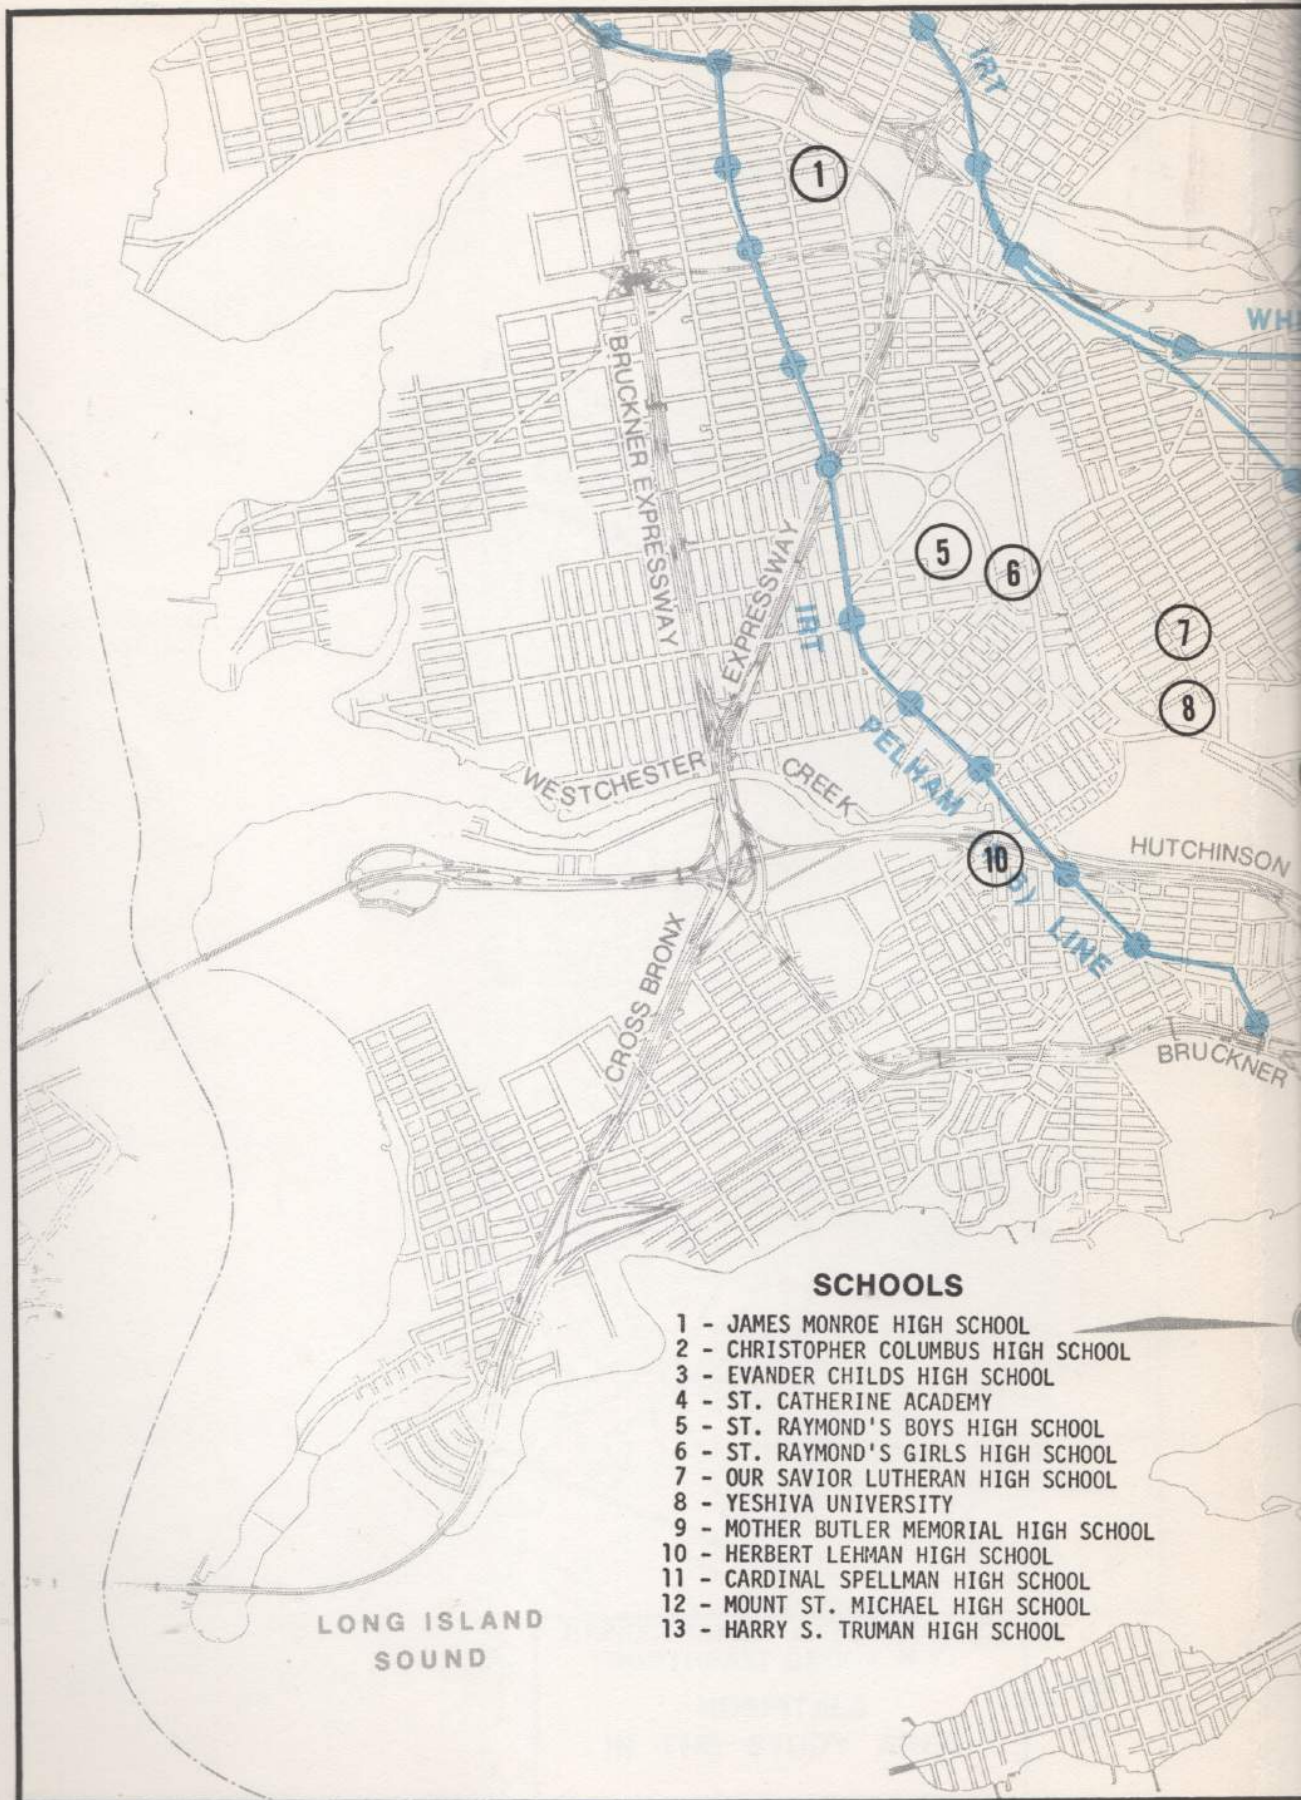 IRT
1
WH
BRUCKNER EXPRESSWAY
EXPRESSWAY
5
6
IRT
7
8
PELHAM
WESTCHESTER
CREEK
10
6)
HUTCHINSON
LINE
CROSS BRONX
BRUCKNER
SCHOOLS
1 - JAMES MONROE HIGH SCHOOL
2 - CHRISTOPHER COLUMBUS HIGH SCHOOL
3 - EVANDER CHILDS HIGH SCHOOL
4 - ST. CATHERINE ACADEMY
5 - ST. RAYMOND'S BOYS HIGH SCHOOL
6 - ST. RAYMOND'S GIRLS HIGH SCHOOL
7 - OUR SAVIOR LUTHERAN HIGH SCHOOL
8 - YESHIVA UNIVERSITY
9 - MOTHER BUTLER MEMORIAL HIGH SCHOOL
10 - HERBERT LEHMAN HIGH SCHOOL
11 - CARDINAL SPELLMAN HIGH SCHOOL
12 - MOUNT ST. MICHAEL HIGH SCHOOL
13 - HARRY S. TRUMAN HIGH SCHOOL
LONG ISLAND
SOUND